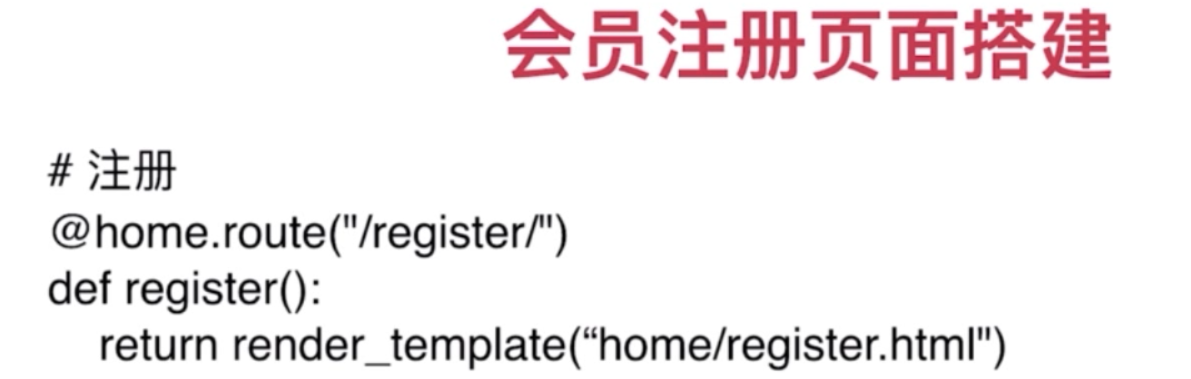 会员注册页面搭建
# 注册
@home.route("/register/")
def register():
    return render_template(“home/register.html")